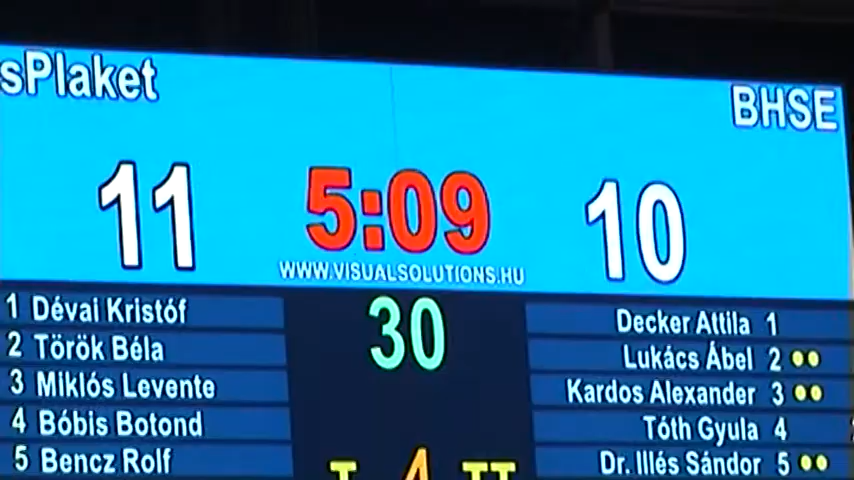 sPlaket BHSE
11 5:09 10
WWW.VISUALSOLUTIONS.HU
30
1 Dévai Kristóf
2 Török Béla
3 Miklós Levente
4 Bóbis Botond
5 Bencz Rolf
Decker Attila 1
Lukács Ábel 2
Kardos Alexander 3
Tóth Gyula 4
Dr. Illés Sándor 5
T 4 TT